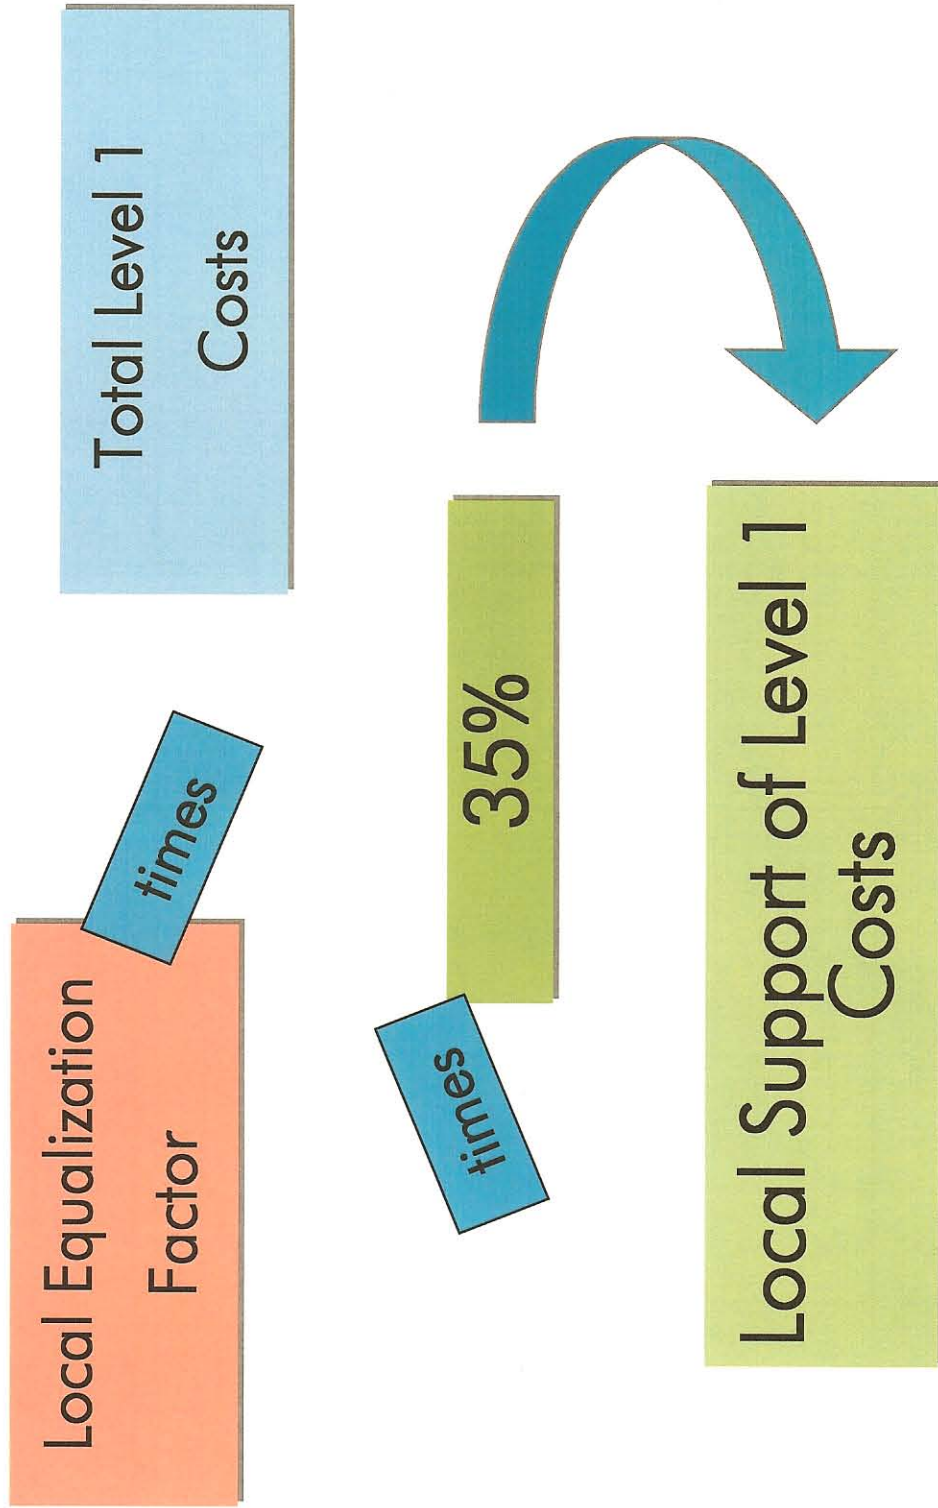 Local Equalization
Factor
times
Total Level 1
Costs
times
35%
Local Support of Level 1
Costs